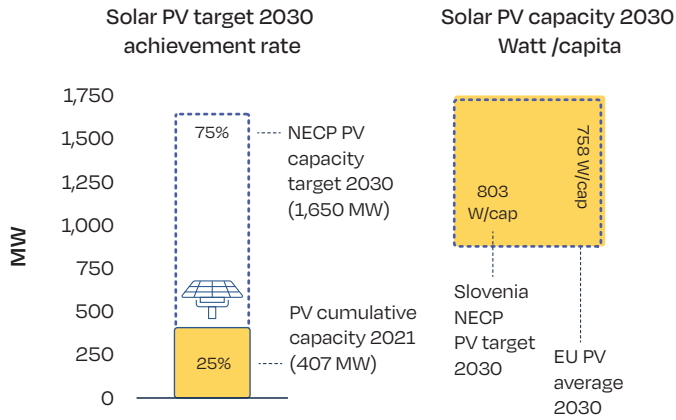 Solar PV target 2030
achievement rate
MW
1,750
1,500
1,250
1,000
750
500
250
0
75%
25%
NECP PV
capacity
target 2030
(1,650 MW)
PV cumulative
capacity 2021
(407 MW)
Solar PV capacity 2030
Watt /capita
803
W/cap
758 W/cap
Slovenia
NECP
PV target
2030
EU PV
average
2030